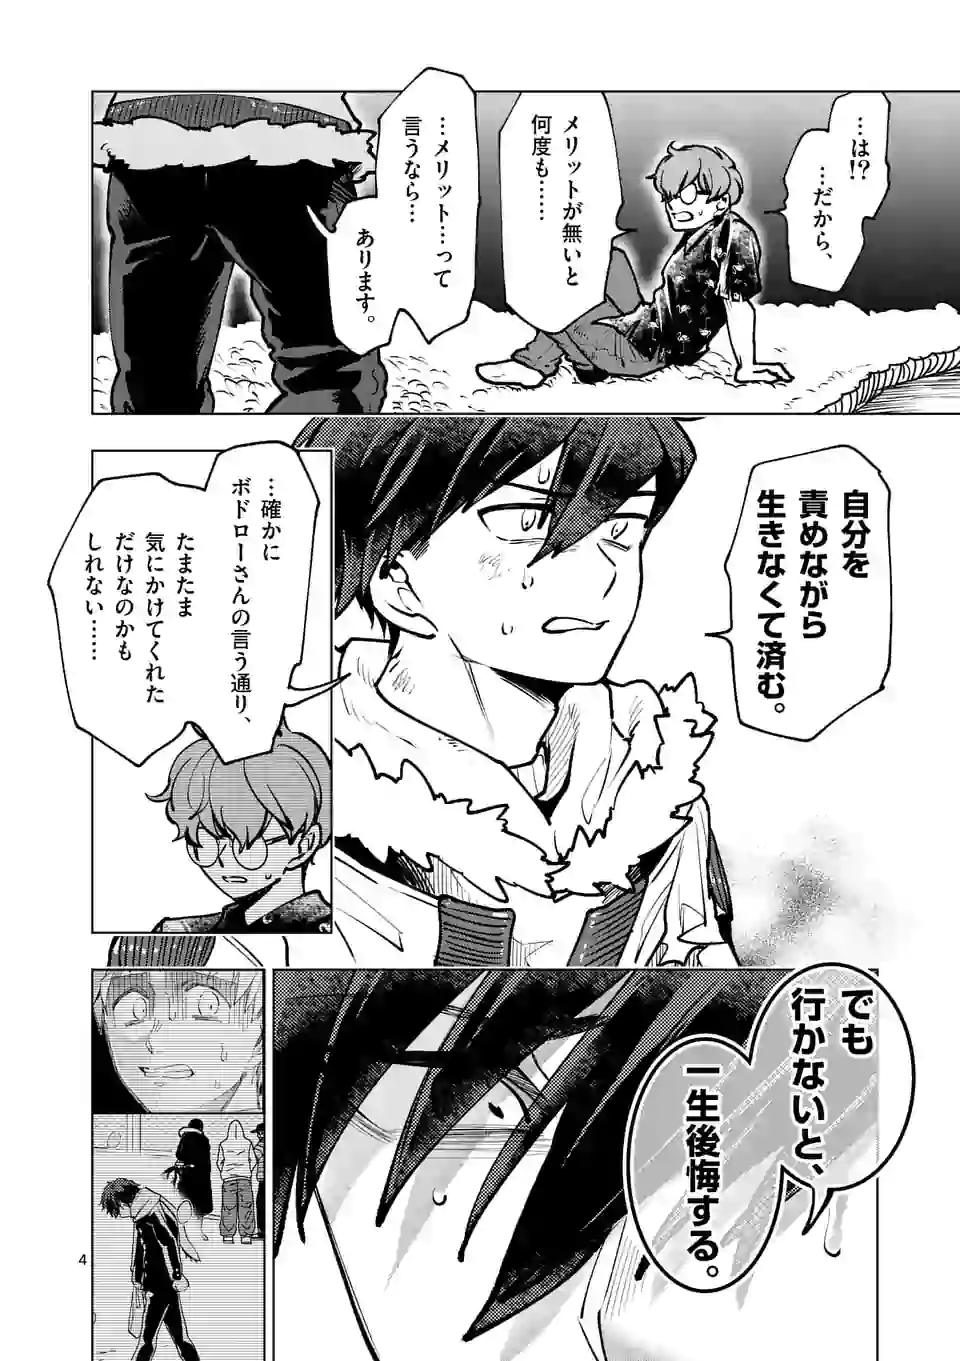 …は!?
…だから、
メリットが無いと
何度も……
…メリット…って
言うなら…
あります。
自分を
責めながら
生きなくて済む。
…確かに
ボドローさんの言う通り、
たまたま
気にかけてくれた
だけなのかも
しれない……
でも
行かないと、
一生後悔する。
4